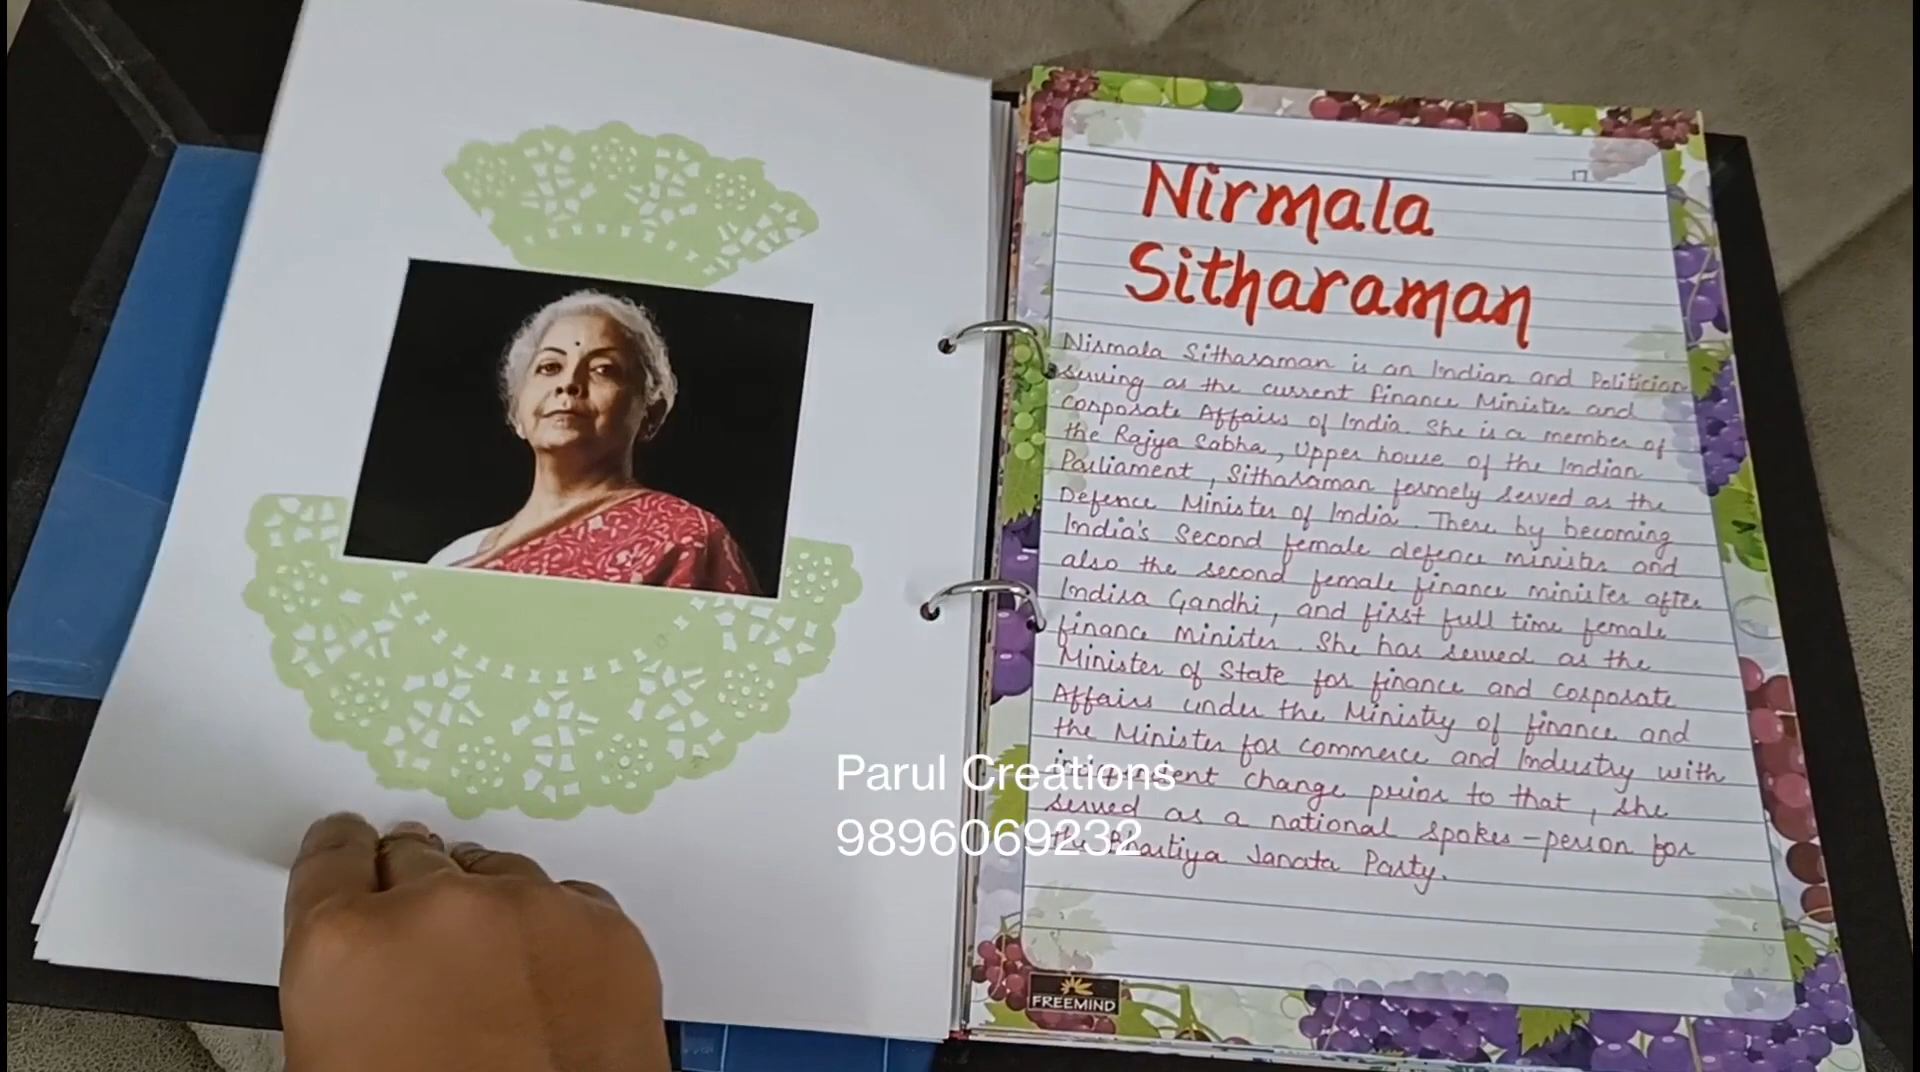 17
Nirmala
Sitharaman
Nirmala Sitharaman is an Indian and Politician
serving as the current finance Minister and
corporate Affairs of India. She is a member of
the Rajya Sabha, Upper house of the Indian
Parliament, Sitharaman formely served as the
Defence Minister of India. There by becoming
India's Second female defence minister and
also the second female finance minister after
Indira Gandhi, and first full time female
finance minister. She has served as the
Minister of State for finance and corporate
Affairs under the Ministry of finance and
the Minister for commerce and Industry with
change prior to that, she
served as a national spokes-person for
the Bhartiya Janata Party.
Parul Creations
9896069232
FREEMIND